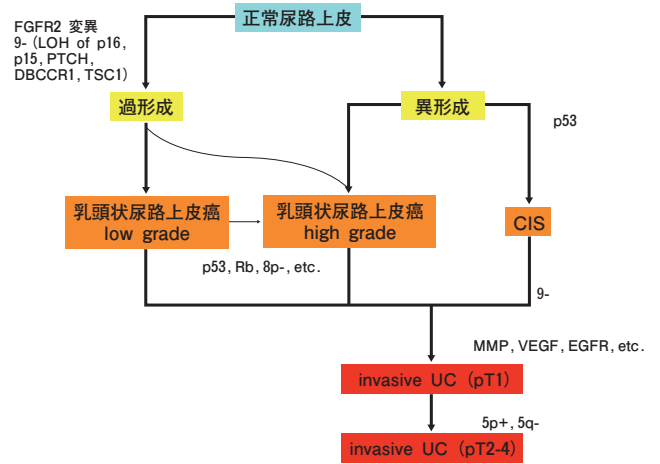 正常尿路上皮
FGFR2 変異
9-（LOH of p16,
p15, PTCH,
DBCCR1, TSC1）
過形成
異形成
p53
乳頭状尿路上皮癌
low grade
乳頭状尿路上皮癌
high grade
CIS
p53, Rb, 8p-, etc.
9-
MMP, VEGF, EGFR, etc.
invasive UC（pT1）
5p+, 5q-
invasive UC（pT2-4）